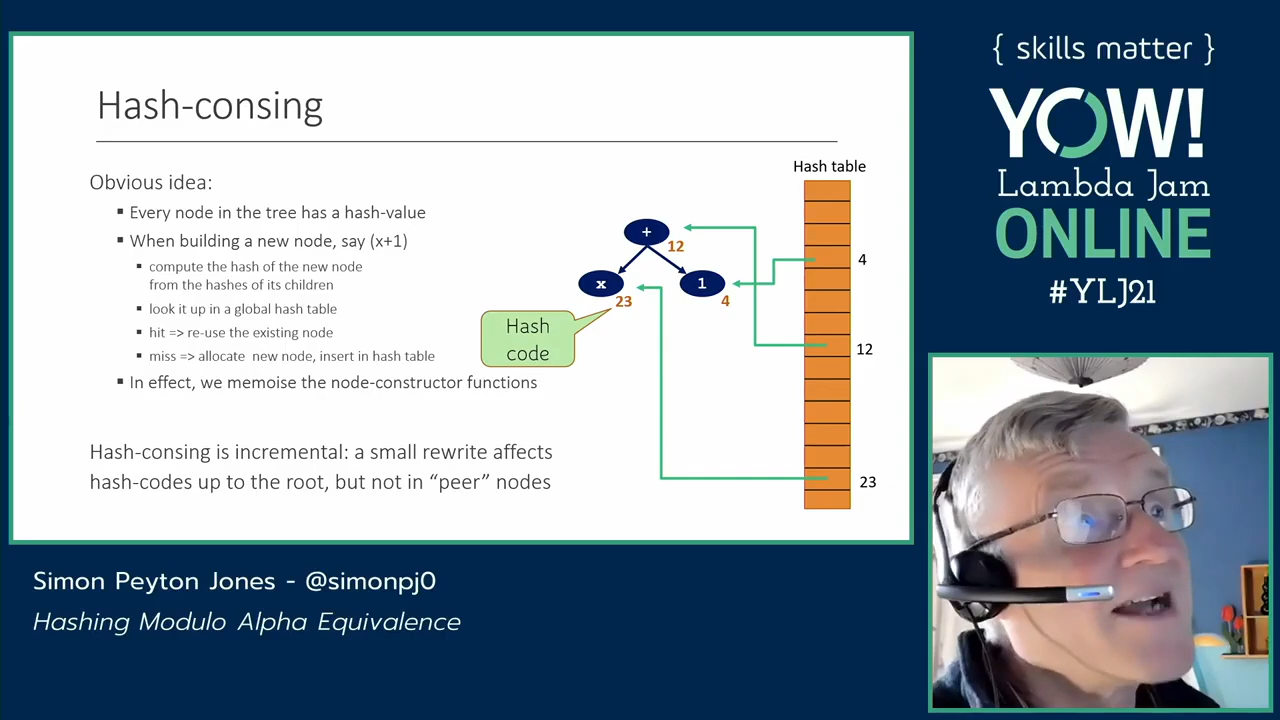 Hash-consing
Obvious idea:
▪ Every node in the tree has a hash-value
▪ When building a new node, say (x+1)
▪ compute the hash of the new node
from the hashes of its children
▪ look it up in a global hash table
▪ hit => re-use the existing node
▪ miss => allocate new node, insert in hash table
▪ In effect, we memoise the node-constructor functions
Hash-consing is incremental: a small rewrite affects
hash-codes up to the root, but not in “peer” nodes
+
12
x
23
1
4
Hash
code
Hash table
4
12
23
{ skills matter }
YOW!
Lambda Jam
ONLINE
#YLJ21
Simon Peyton Jones - @simonpj0
Hashing Modulo Alpha Equivalence